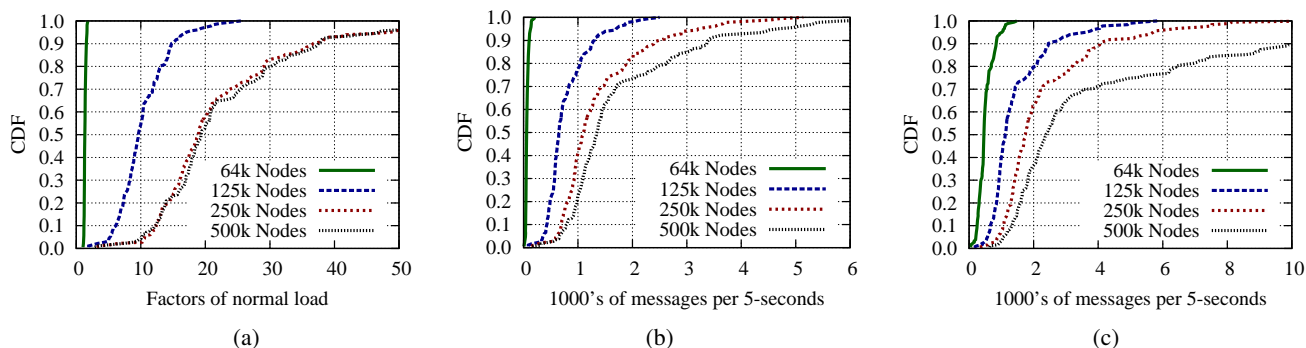 1.0
0.9
0.8
0.7
0.6
0.5
0.4
0.3
0.2
0.1
0.0
CDF
64k Nodes
125k Nodes
250k Nodes
500k Nodes
0 10 20 30 40 50
Factors of normal load
(a)
1.0
0.9
0.8
0.7
0.6
0.5
0.4
0.3
0.2
0.1
0.0
CDF
64k Nodes
125k Nodes
250k Nodes
500k Nodes
0 1 2 3 4 5 6
1000's of messages per 5-seconds
(b)
1.0
0.9
0.8
0.7
0.6
0.5
0.4
0.3
0.2
0.1
0.0
CDF
64k Nodes
125k Nodes
250k Nodes
500k Nodes
0 2 4 6 8 10
1000's of messages per 5-seconds
(c)